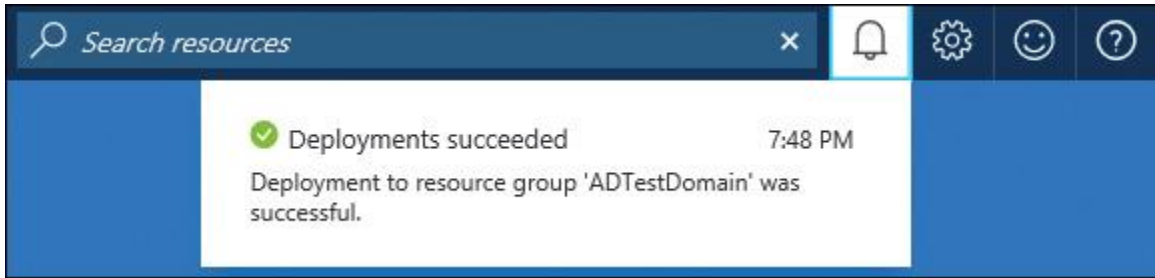 Search resources
Deployments succeeded 7:48 PM
Deployment to resource group 'ADTestDomain' was
successful.